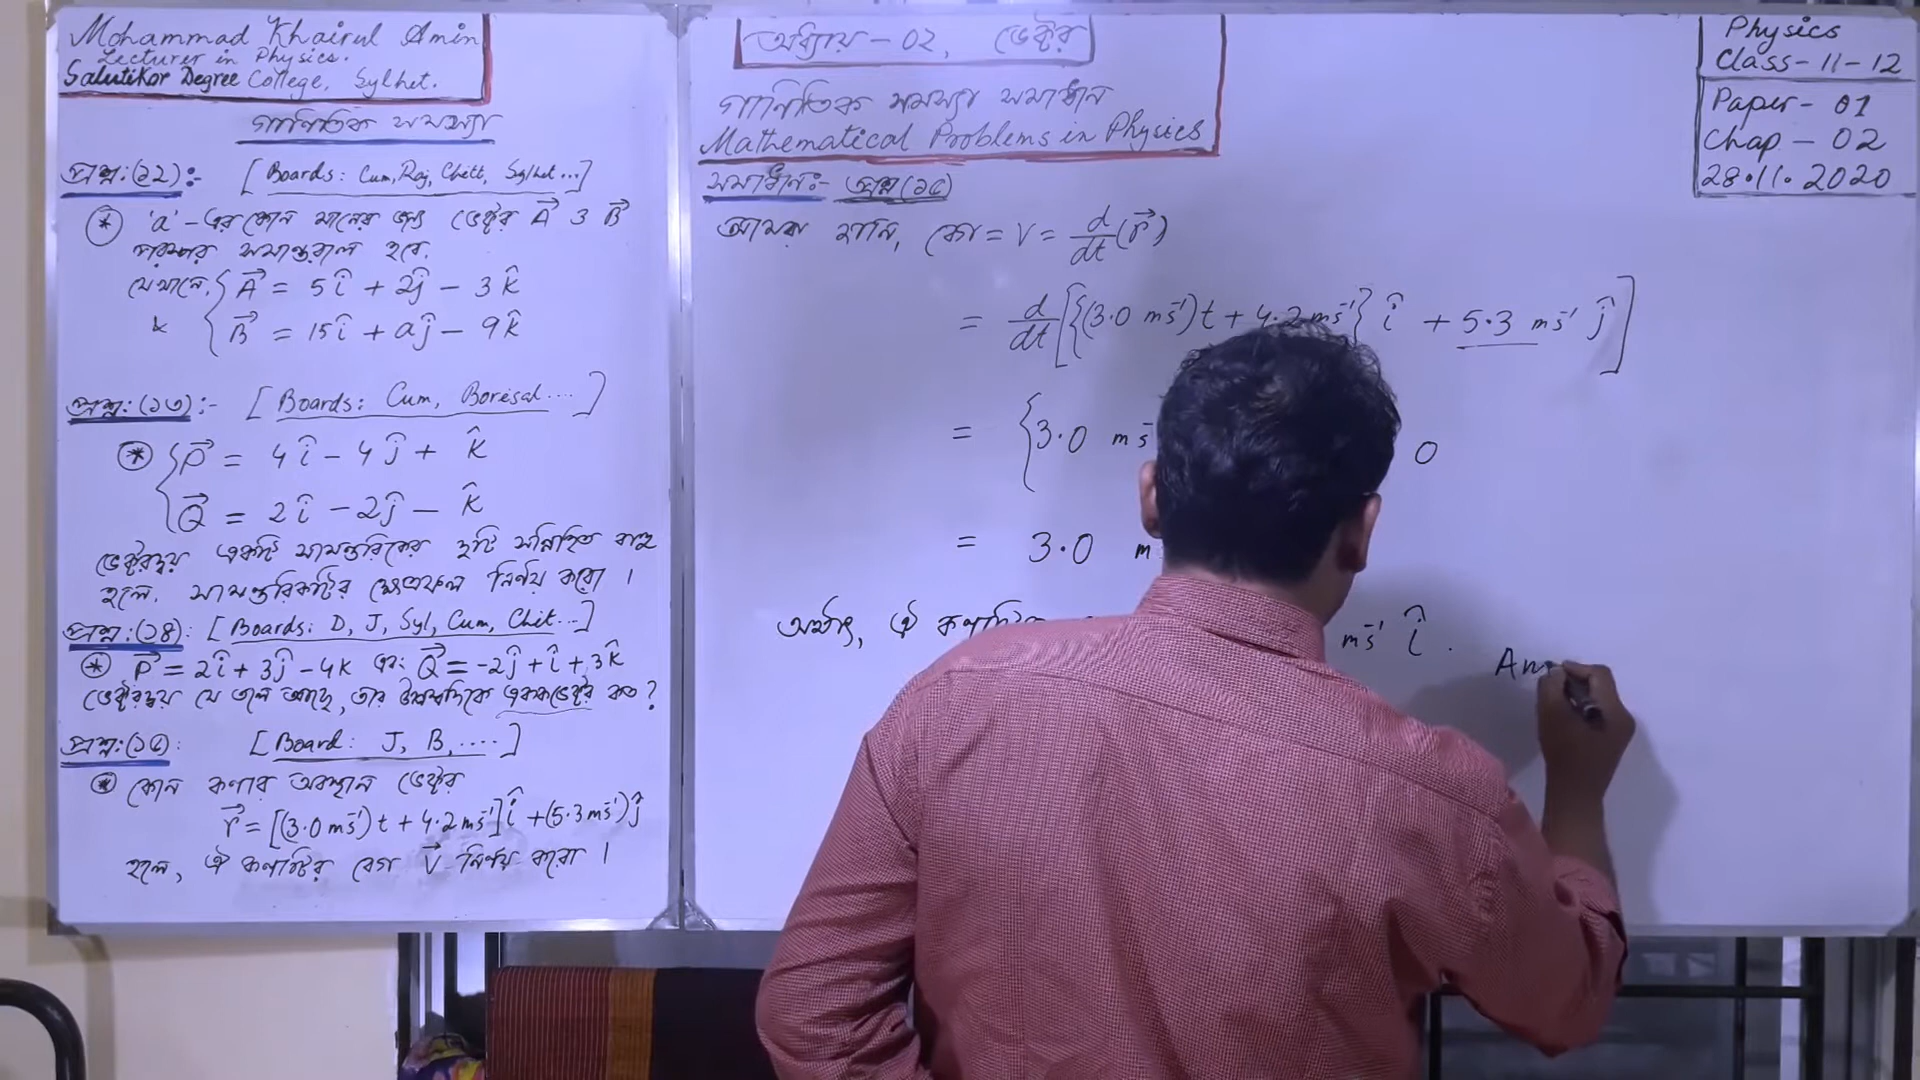 Mohammad Khairul Amin
Lecturer in Physics.
Salutikor Degree College, Sylhet.
গাণিতিক সমস্যা
প্রশ্ন:(১২):- [Boards: Cum, Raj, Chitt, Sylhet...]
* 'a'-এর কোন মানের জন্য ভেক্টর A⃗ ও B⃗
পরস্পর সমান্তরাল হবে.
যেখানে, { A⃗ = 5î + 2ĵ - 3k̂
& B⃗ = 15î + aĵ - 9k̂
প্রশ্ন:(১৩):- [Boards: Cum, Borisal....]
* { P⃗ = 4î - 4ĵ + k̂
Q⃗ = 2î - 2ĵ - k̂
ভেক্টরদ্বয় একটি সামান্তরিকের দুটি সন্নিহিত বাহু
হলে. সামান্তরিকটির ক্ষেত্রফল নির্ণয় করো।
প্রশ্ন:(১৪): [Boards: D, J, Syl, Cum, Chit...]
* P⃗ = 2î + 3ĵ - 4k এবং Q⃗ = -2ĵ + î + 3k̂
ভেক্টরদ্বয় যে তলে আছে, তার লম্বদিকে একক ভেক্টর কত?
প্রশ্ন:(১৫): [Board: J, B, ....]
* কোন কণার অবস্থান ভেক্টর
r⃗ = [(3.0 ms⁻¹) t + 4.2 ms⁻¹] î + (5.3 ms⁻¹) ĵ
হলে, ঐ কণাটির বেগ V⃗ নির্ণয় করো।
অধ্যায় - 02, ভেক্টর
গাণিতিক সমস্যা সমাধান
Mathematical Problems in Physics
সমাধান:- প্রশ্ন(১৫)
আমরা জানি, বেগ = V = d/dt (r⃗)
= d/dt [{(3.0 ms⁻¹) t + 4.2 ms⁻¹} î + 5.3 ms⁻¹ ĵ]
= {3.0 ms 0
= 3.0 m
অর্থাৎ, ঐ ms⁻¹ î. Ans
Physics
Class - 11 - 12
Paper - 01
Chap - 02
28.11.2020